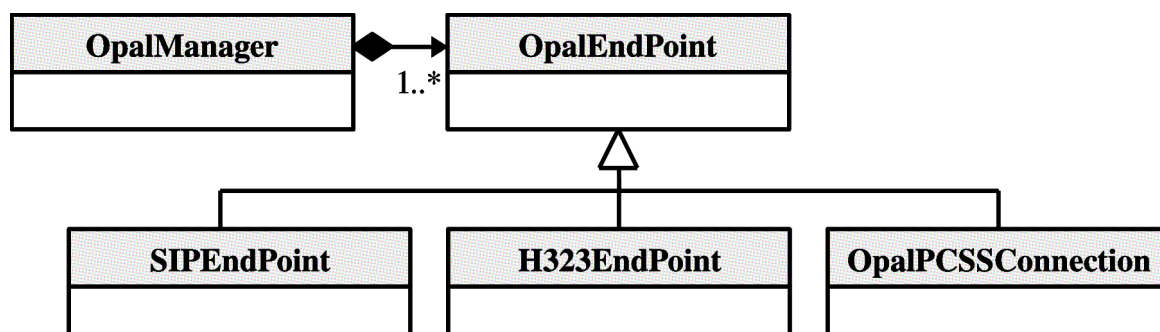 OpalManager
OpalEndPoint
1..*
SIPEndPoint
H323EndPoint
OpalPCSSConnection